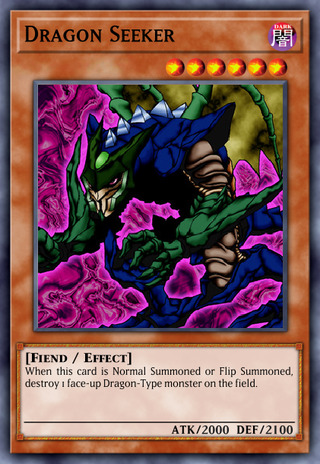 Dragon Seeker
DARK
闇
[Fiend / Effect]
When this card is Normal Summoned or Flip Summoned,
destroy 1 face-up Dragon-Type monster on the field.
ATK/2000 DEF/2100